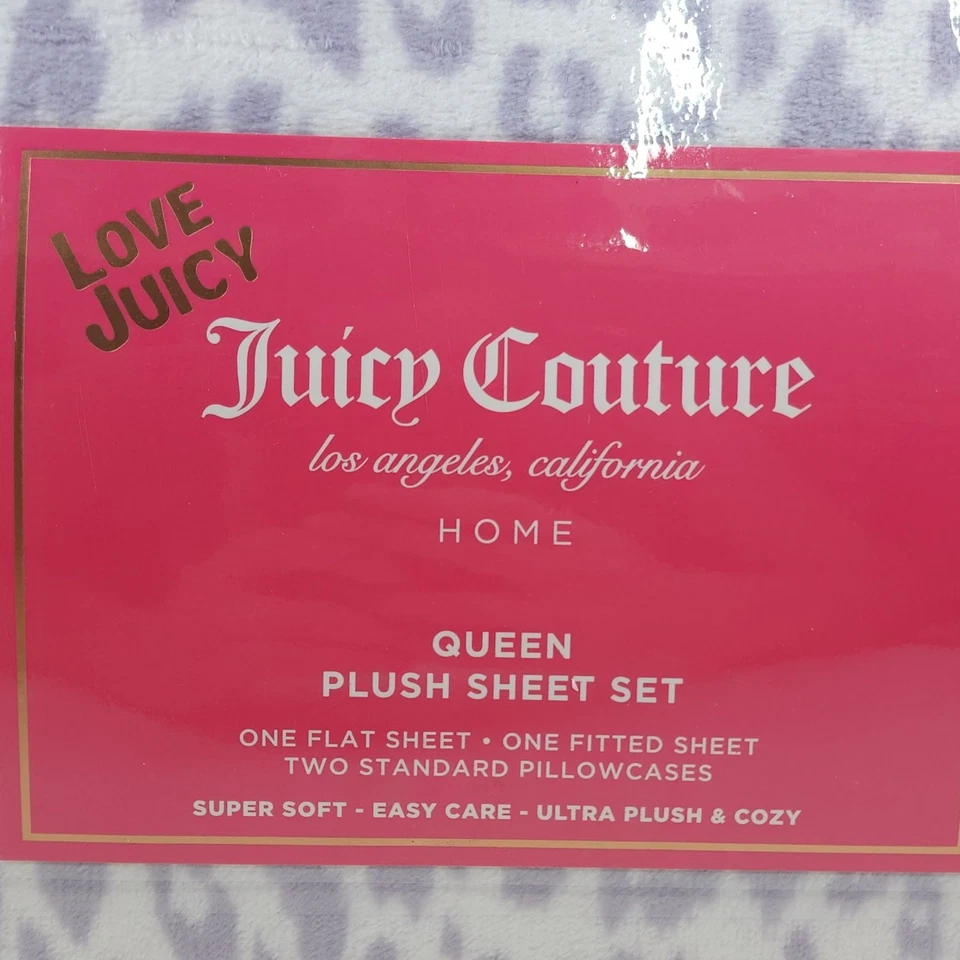 LOVE
JUICY
Juicy Couture
los angeles, california
HOME
QUEEN
PLUSH SHEET SET
ONE FLAT SHEET • ONE FITTED SHEET
TWO STANDARD PILLOWCASES
SUPER SOFT - EASY CARE - ULTRA PLUSH & COZY